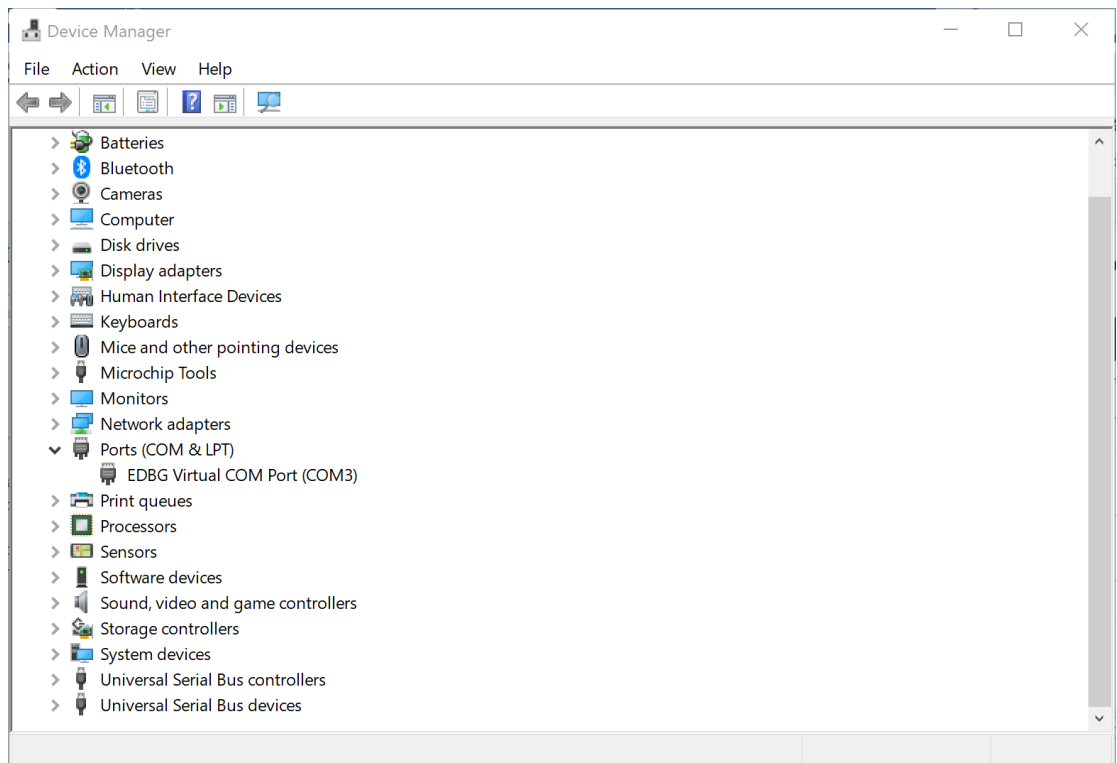 Device Manager
File Action View Help
Batteries
Bluetooth
Cameras
Computer
Disk drives
Display adapters
Human Interface Devices
Keyboards
Mice and other pointing devices
Microchip Tools
Monitors
Network adapters
Ports (COM & LPT)
EDBG Virtual COM Port (COM3)
Print queues
Processors
Sensors
Software devices
Sound, video and game controllers
Storage controllers
System devices
Universal Serial Bus controllers
Universal Serial Bus devices